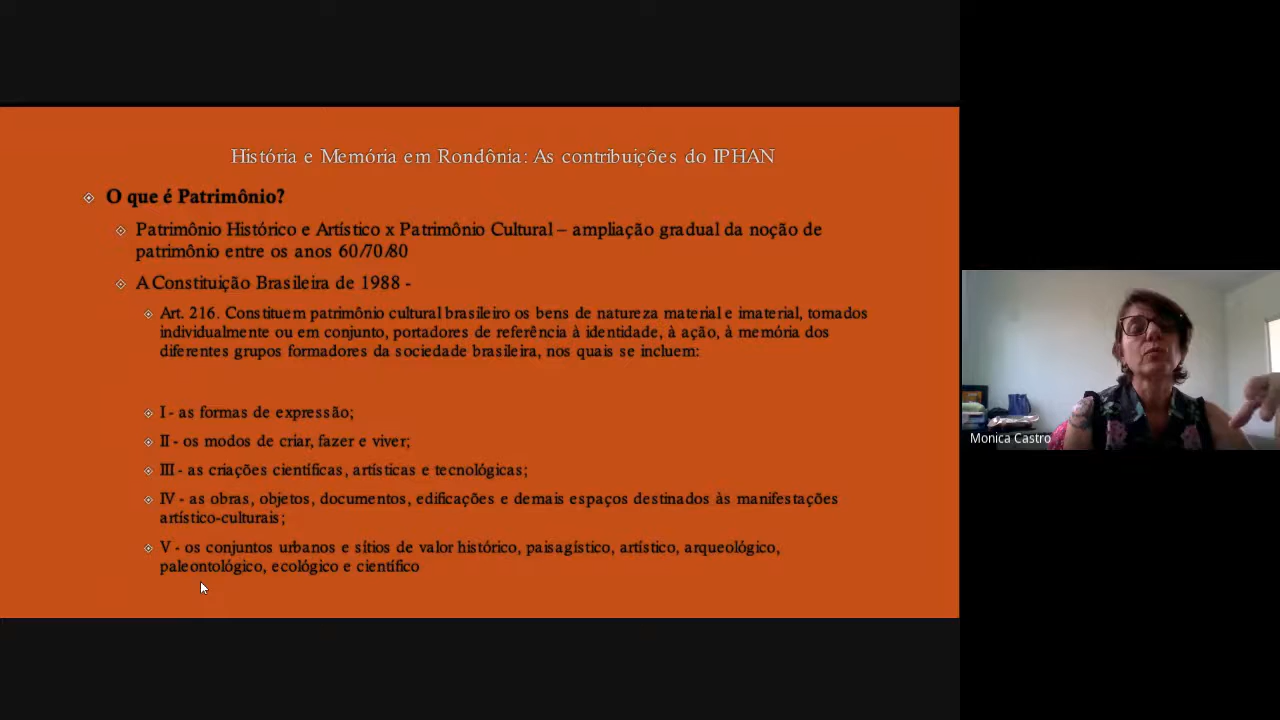 História e Memória em Rondônia: As contribuições do IPHAN
O que é Patrimônio?
Patrimônio Histórico e Artístico x Patrimônio Cultural – ampliação gradual da noção de
patrimônio entre os anos 60/70/80
A Constituição Brasileira de 1988 -
Art. 216. Constituem patrimônio cultural brasileiro os bens de natureza material e imaterial, tomados
individualmente ou em conjunto, portadores de referência à identidade, à ação, à memória dos
diferentes grupos formadores da sociedade brasileira, nos quais se incluem:
I - as formas de expressão;
II - os modos de criar, fazer e viver;
III - as criações científicas, artísticas e tecnológicas;
IV - as obras, objetos, documentos, edificações e demais espaços destinados às manifestações
artístico-culturais;
V - os conjuntos urbanos e sítios de valor histórico, paisagístico, artístico, arqueológico,
paleontológico, ecológico e científico
Monica Castro